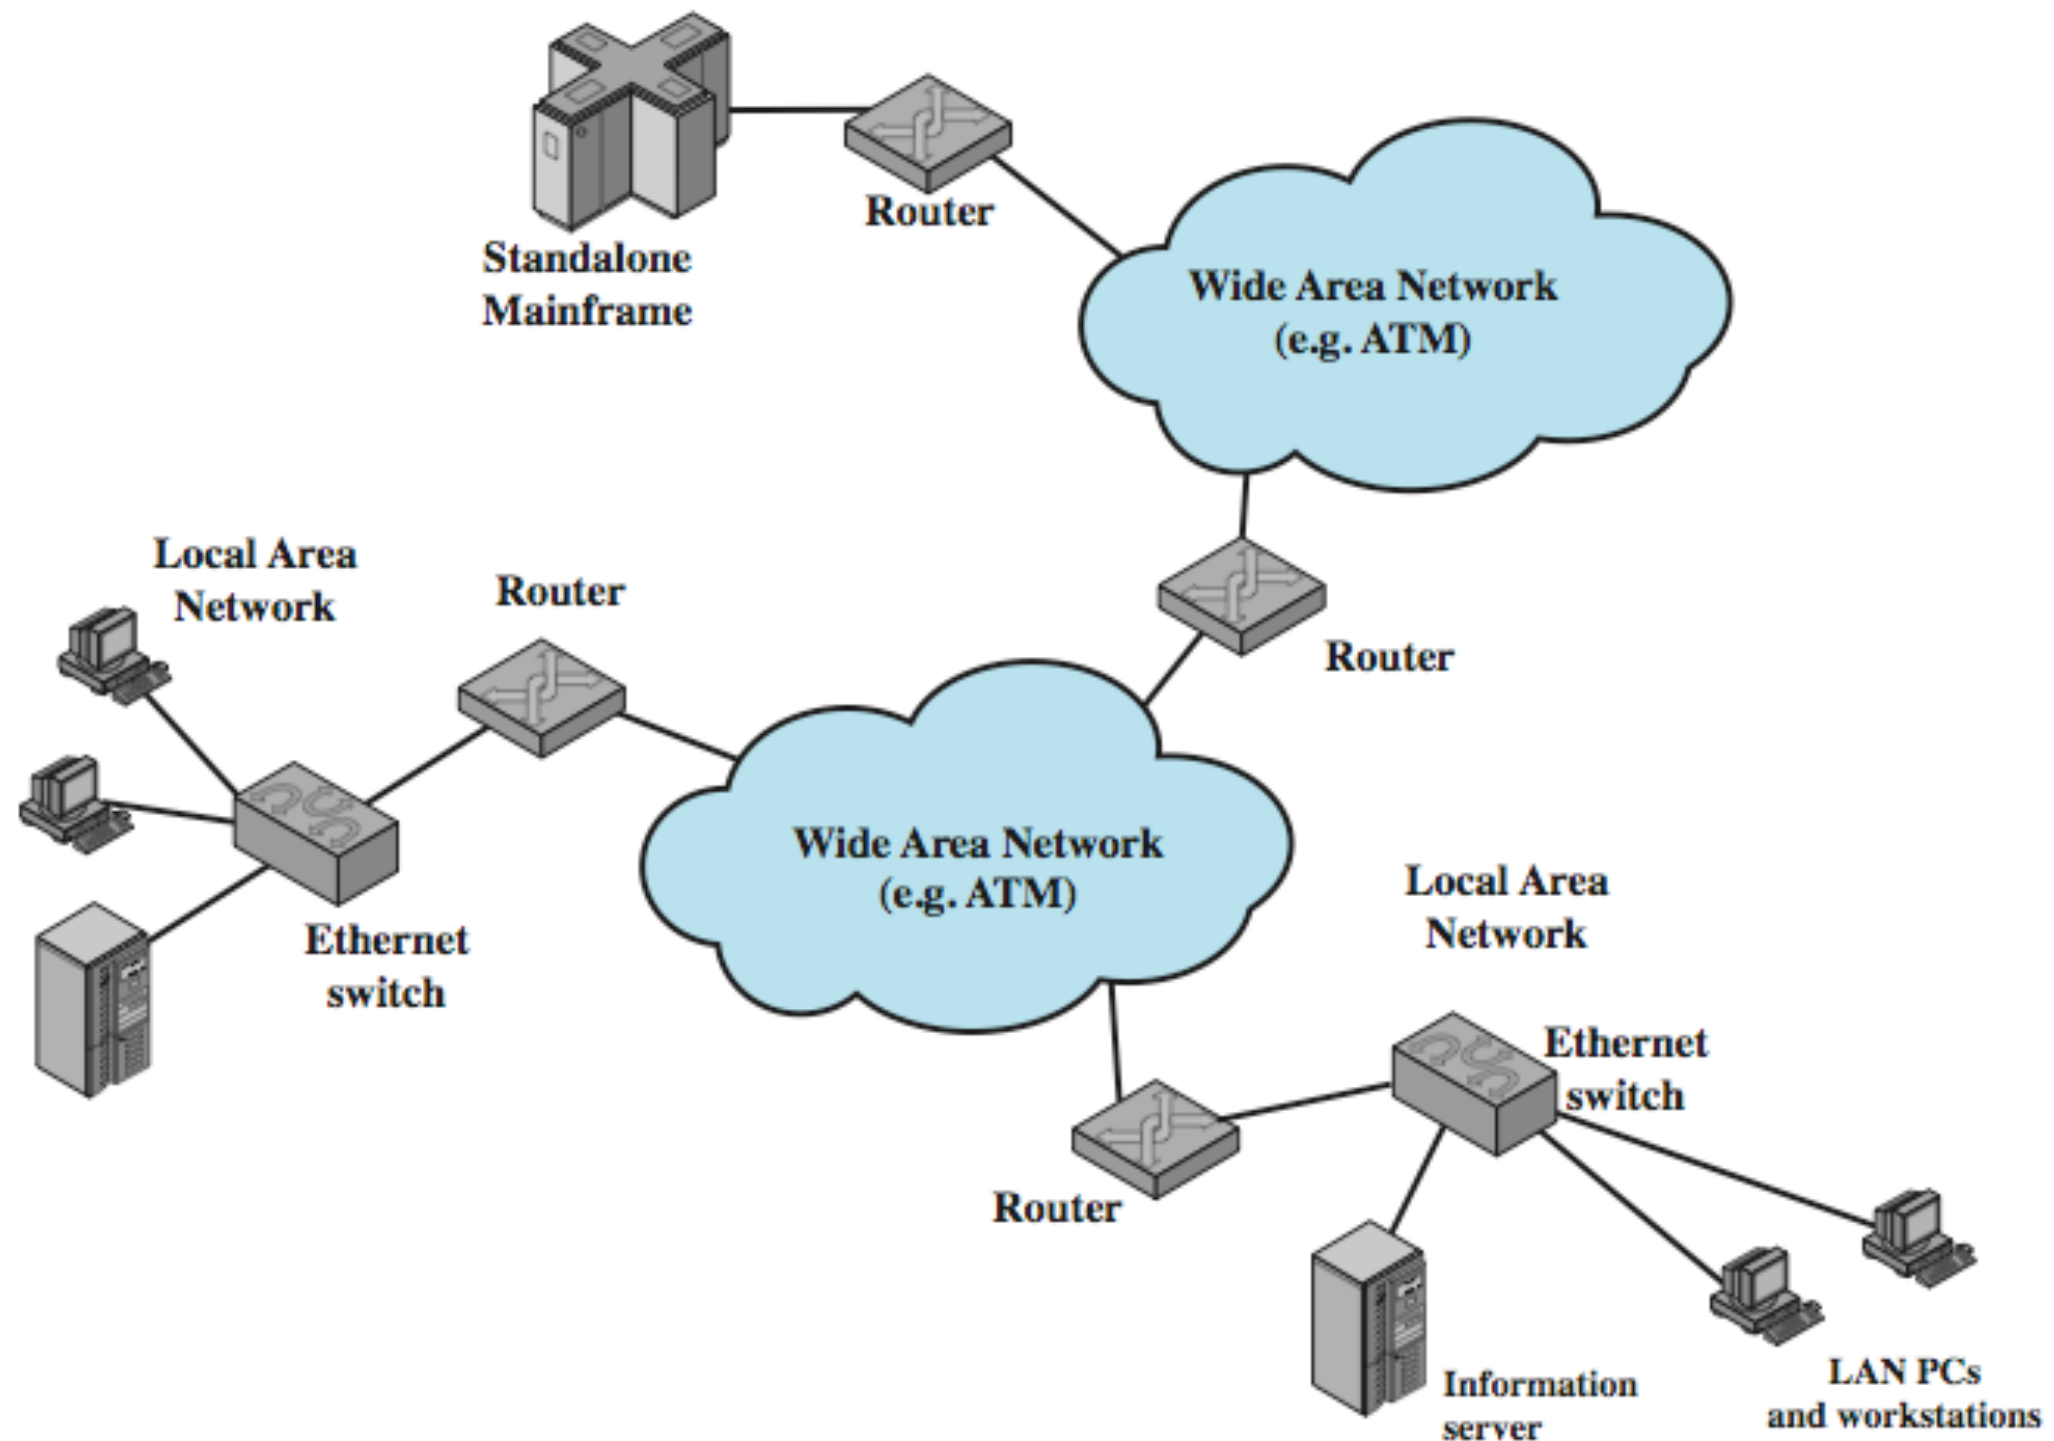 Router
Standalone
Mainframe
Wide Area Network
(e.g. ATM)
Local Area
Network
Router
Router
Wide Area Network
(e.g. ATM)
Local Area
Network
Ethernet
switch
Ethernet
switch
Router
Information
server
LAN PCs
and workstations